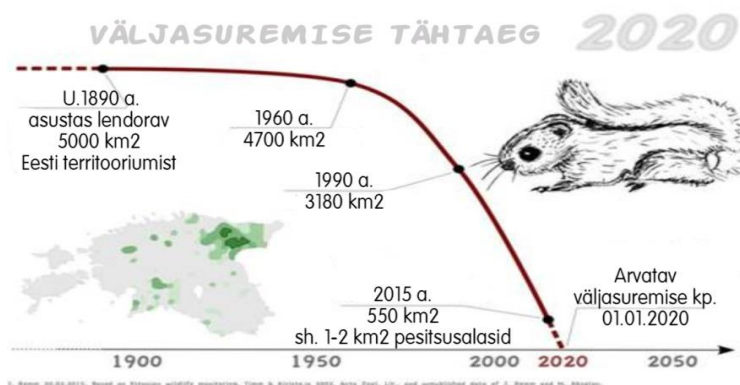 VÄLJASUREMISE TÄHTAEG 2020
U.1890 a.
asustas lendorav
5000 km2
Eesti territooriumist
1960 a.
4700 km2
1990 a.
3180 km2
2015 a.
550 km2
sh. 1-2 km2 pesitsusalasid
Arvatav
väljasuremise kp.
01.01.2020
1900 1950 2000 2020 2050